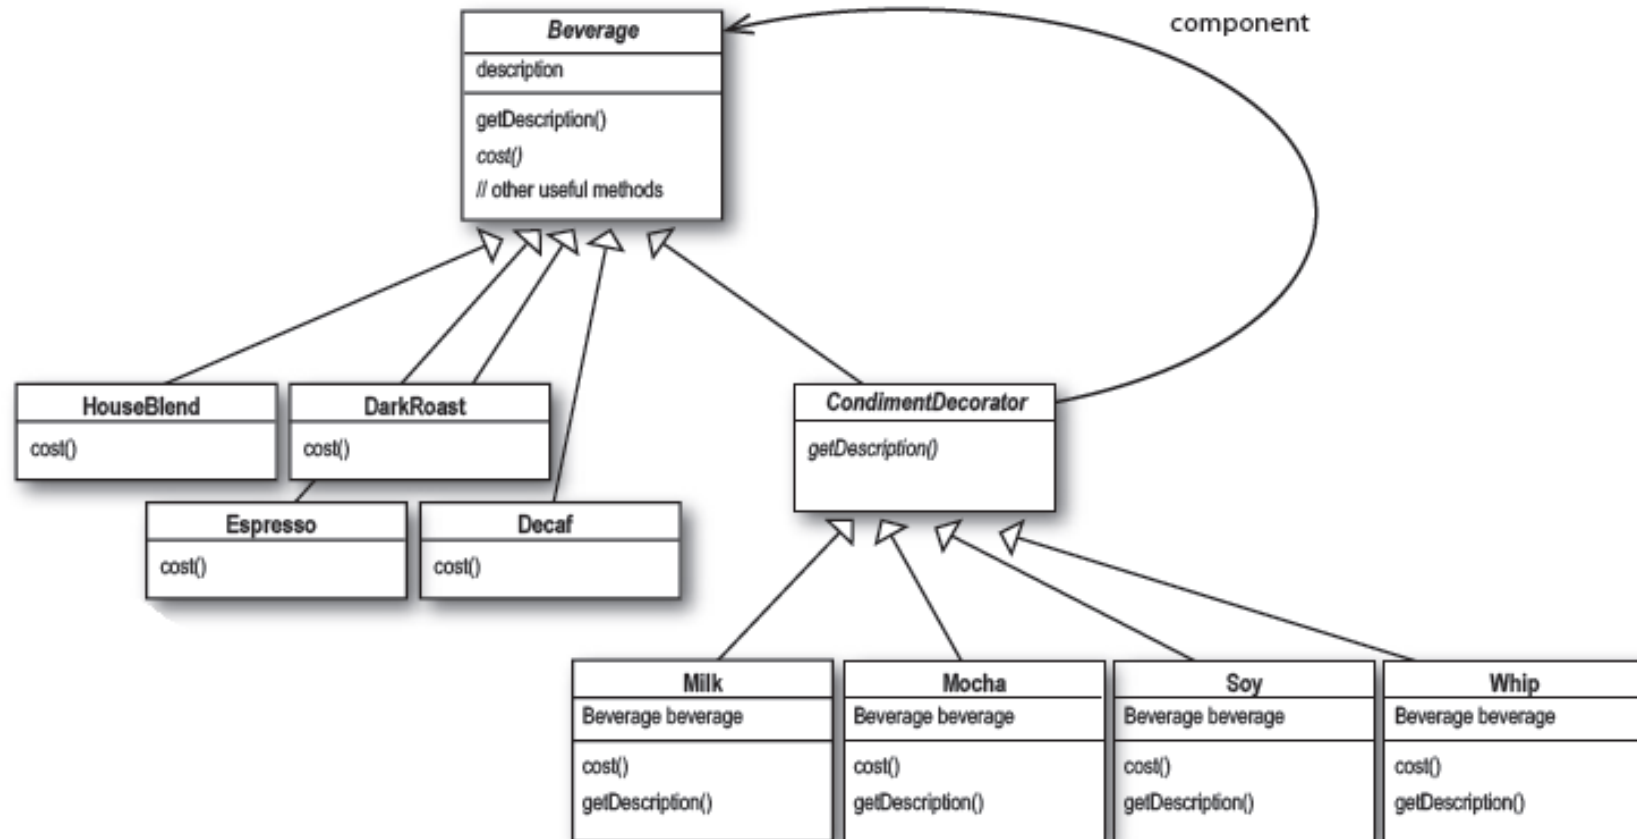 component
Beverage
description
getDescription()
cost()
// other useful methods
HouseBlend
cost()
DarkRoast
cost()
CondimentDecorator
getDescription()
Espresso
cost()
Decaf
cost()
Milk
Beverage beverage
cost()
getDescription()
Mocha
Beverage beverage
cost()
getDescription()
Soy
Beverage beverage
cost()
getDescription()
Whip
Beverage beverage
cost()
getDescription()